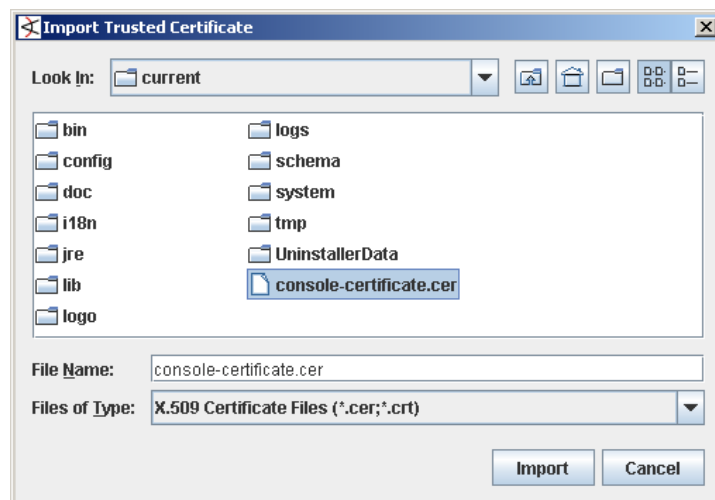 Import Trusted Certificate
Look In: current
bin logs
config schema
doc system
i18n tmp
jre UninstallerData
lib console-certificate.cer
logo
File Name: console-certificate.cer
Files of Type: X.509 Certificate Files (*.cer;*.crt)
Import Cancel